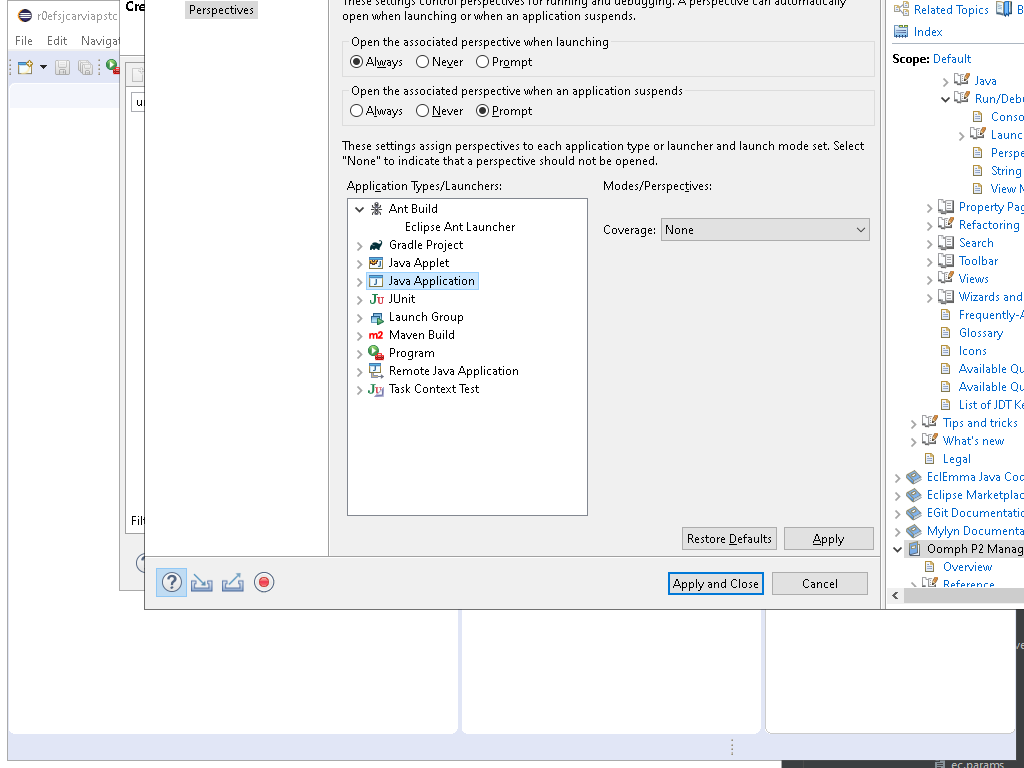 r0efsjcarviapstc
File Edit Navigat
Cre
Filt
Perspectives
These settings control perspectives for running and debugging. A perspective can automatically
open when launching or when an application suspends.
Open the associated perspective when launching
Always Never Prompt
Open the associated perspective when an application suspends
Always Never Prompt
These settings assign perspectives to each application type or launcher and launch mode set. Select
"None" to indicate that a perspective should not be opened.
Application Types/Launchers:
Modes/Perspectives:
Ant Build
Eclipse Ant Launcher
Gradle Project
Java Applet
Java Application
JUnit
Launch Group
Maven Build
Program
Remote Java Application
Task Context Test
Coverage: None
Restore Defaults Apply
Apply and Close Cancel
Related Topics B
Index
Scope: Default
Java
Run/Debu
Conso
Launc
Perspe
String
View M
Property Pag
Refactoring
Search
Toolbar
Views
Wizards and
Frequently-A
Glossary
Icons
Available Qu
Available Qu
List of JDT Ke
Tips and tricks
What's new
Legal
EclEmma Java Coc
Eclipse Marketplac
EGit Documentatic
Mylyn Documenta
Oomph P2 Manag
Overview
Reference
ve
ec.params